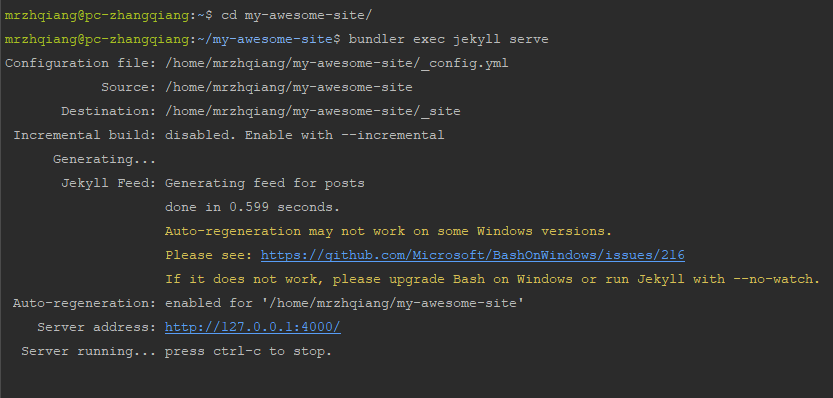 mrzhqiang@pc-zhangqiang:~$ cd my-awesome-site/
mrzhqiang@pc-zhangqiang:~/my-awesome-site$ bundler exec jekyll serve
Configuration file: /home/mrzhqiang/my-awesome-site/_config.yml
Source: /home/mrzhqiang/my-awesome-site
Destination: /home/mrzhqiang/my-awesome-site/_site
Incremental build: disabled. Enable with --incremental
Generating...
Jekyll Feed: Generating feed for posts
done in 0.599 seconds.
Auto-regeneration may not work on some Windows versions.
Please see: https://github.com/Microsoft/BashOnWindows/issues/216
If it does not work, please upgrade Bash on Windows or run Jekyll with --no-watch.
Auto-regeneration: enabled for '/home/mrzhqiang/my-awesome-site'
Server address: http://127.0.0.1:4000/
Server running... press ctrl-c to stop.